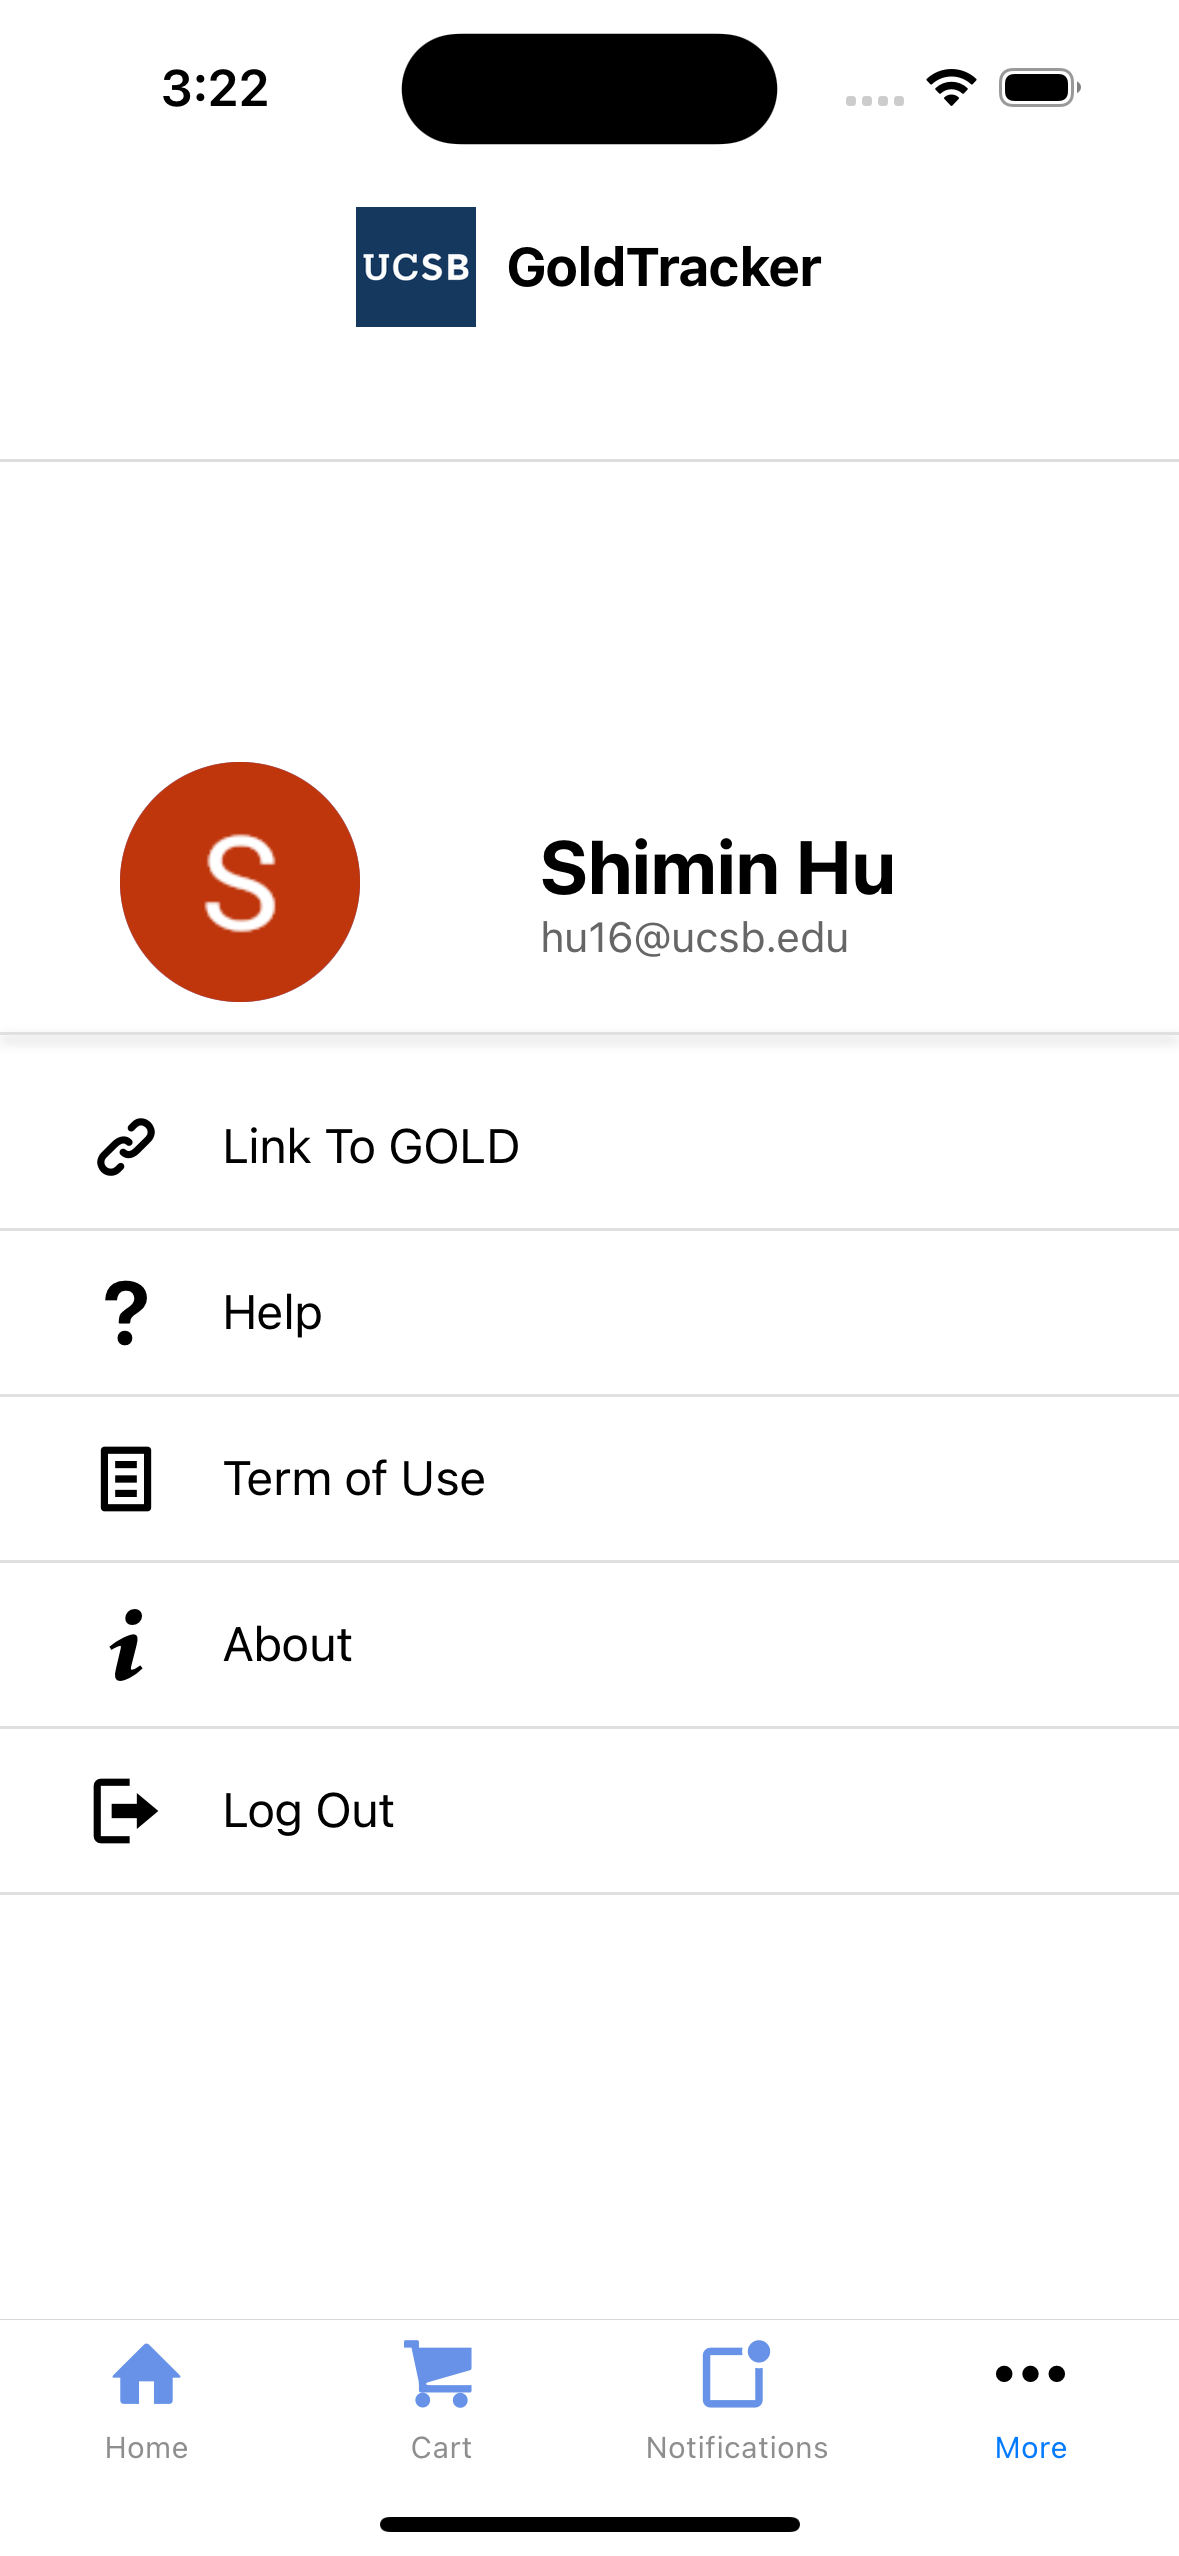 3:22
UCSB
GoldTracker
S
Shimin Hu
hu16@ucsb.edu
Link To GOLD
Help
Term of Use
About
Log Out
Home
Cart
Notifications
More